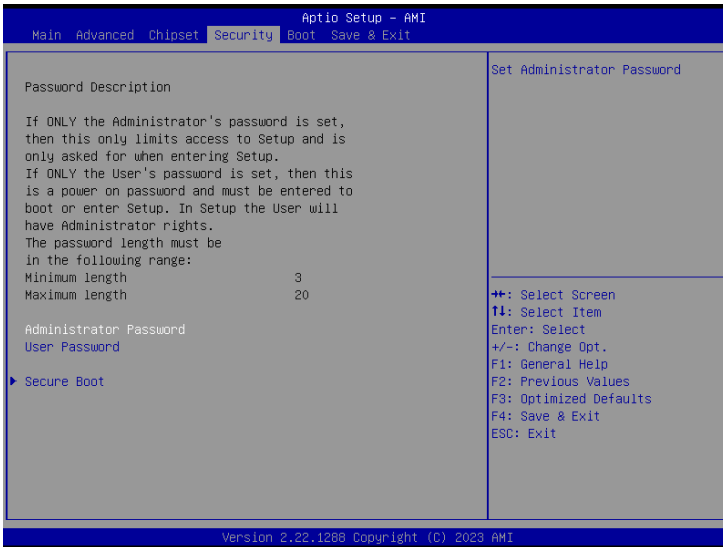 Aptio Setup – AMI
Main Advanced Chipset Security Boot Save & Exit
Password Description
If ONLY the Administrator's password is set,
then this only limits access to Setup and is
only asked for when entering Setup.
If ONLY the User's password is set, then this
is a power on password and must be entered to
boot or enter Setup. In Setup the User will
have Administrator rights.
The password length must be
in the following range:
Minimum length 3
Maximum length 20
Administrator Password
User Password
Secure Boot
Set Administrator Password
→←: Select Screen
↑↓: Select Item
Enter: Select
+/-: Change Opt.
F1: General Help
F2: Previous Values
F3: Optimized Defaults
F4: Save & Exit
ESC: Exit
Version 2.22.1288 Copyright (C) 2023 AMI